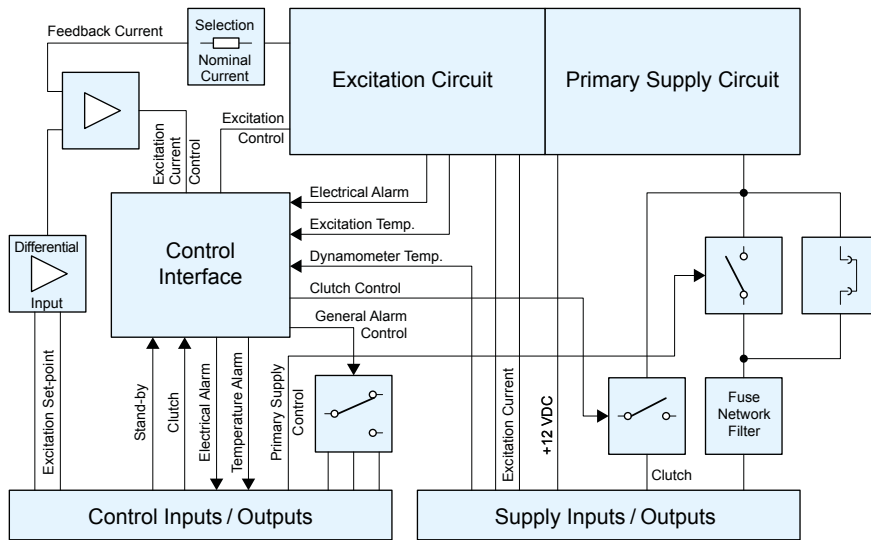 Feedback Current
Selection
Nominal
Current
Excitation Circuit
Primary Supply Circuit
Excitation
Control
Excitation
Current
Control
Electrical Alarm
Excitation Temp.
Dynamometer Temp.
Clutch Control
General Alarm
Control
Control
Interface
Differential
Input
Excitation Set-point
Stand-by
Clutch
Electrical Alarm
Temperature Alarm
Primary Supply
Control
Excitation Current
+12 VDC
Clutch
Fuse
Network
Filter
Control Inputs / Outputs
Supply Inputs / Outputs